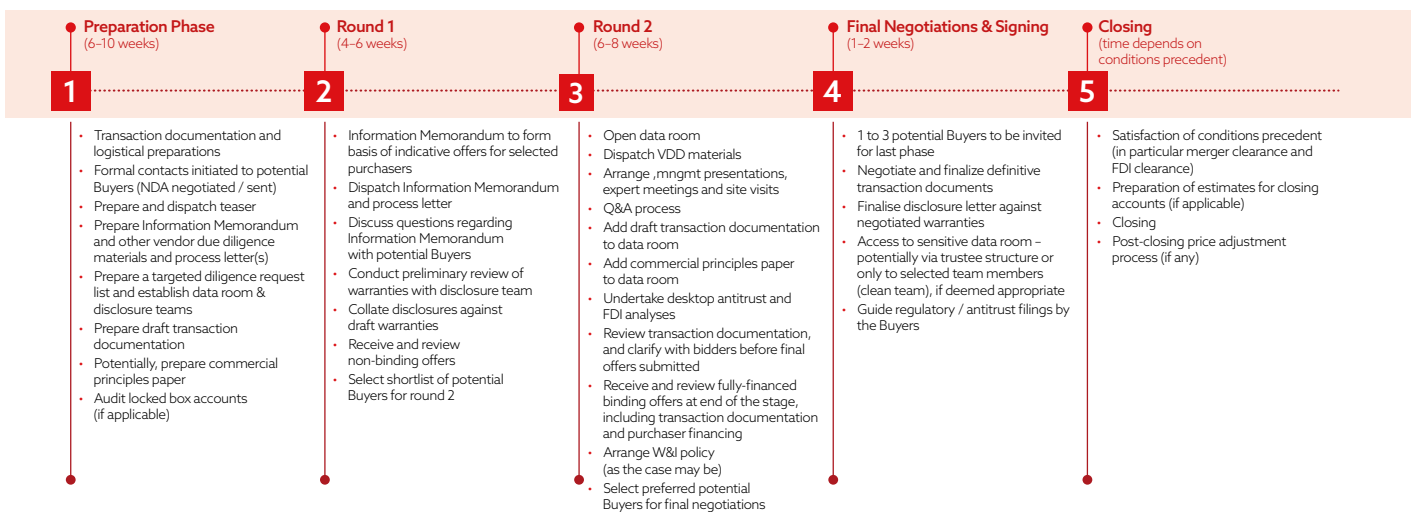 Preparation Phase
(6–10 weeks)
1
• Transaction documentation and
logistical preparations
• Formal contacts initiated to potential
Buyers (NDA negotiated / sent)
• Prepare and dispatch teaser
• Prepare Information Memorandum
and other vendor due diligence
materials and process letter(s)
• Prepare a targeted diligence request
list and establish data room &
disclosure teams
• Prepare draft transaction
documentation
• Potentially, prepare commercial
principles paper
• Audit locked box accounts
(if applicable)
Round 1
(4–6 weeks)
2
• Information Memorandum to form
basis of indicative offers for selected
purchasers
• Dispatch Information Memorandum
and process letter
• Discuss questions regarding
Information Memorandum
with potential Buyers
• Conduct preliminary review of
warranties with disclosure team
• Collate disclosures against
draft warranties
• Receive and review
non-binding offers
• Select shortlist of potential
Buyers for round 2
Round 2
(6–8 weeks)
3
• Open data room
• Dispatch VDD materials
• Arrange ,mngmt presentations,
expert meetings and site visits
• Q&A process
• Add draft transaction documentation
to data room
• Add commercial principles paper
to data room
• Undertake desktop antitrust and
FDI analyses
• Review transaction documentation,
and clarify with bidders before final
offers submitted
• Receive and review fully-financed
binding offers at end of the stage,
including transaction documentation
and purchaser financing
• Arrange W&I policy
(as the case may be)
• Select preferred potential
Buyers for final negotiations
Final Negotiations & Signing
(1–2 weeks)
4
• 1 to 3 potential Buyers to be invited
for last phase
• Negotiate and finalize definitive
transaction documents
• Finalise disclosure letter against
negotiated warranties
• Access to sensitive data room –
potentially via trustee structure or
only to selected team members
(clean team), if deemed appropriate
• Guide regulatory / antitrust filings by
the Buyers
Closing
(time depends on
conditions precedent)
5
• Satisfaction of conditions precedent
(in particular merger clearance and
FDI clearance)
• Preparation of estimates for closing
accounts (if applicable)
• Closing
• Post-closing price adjustment
process (if any)